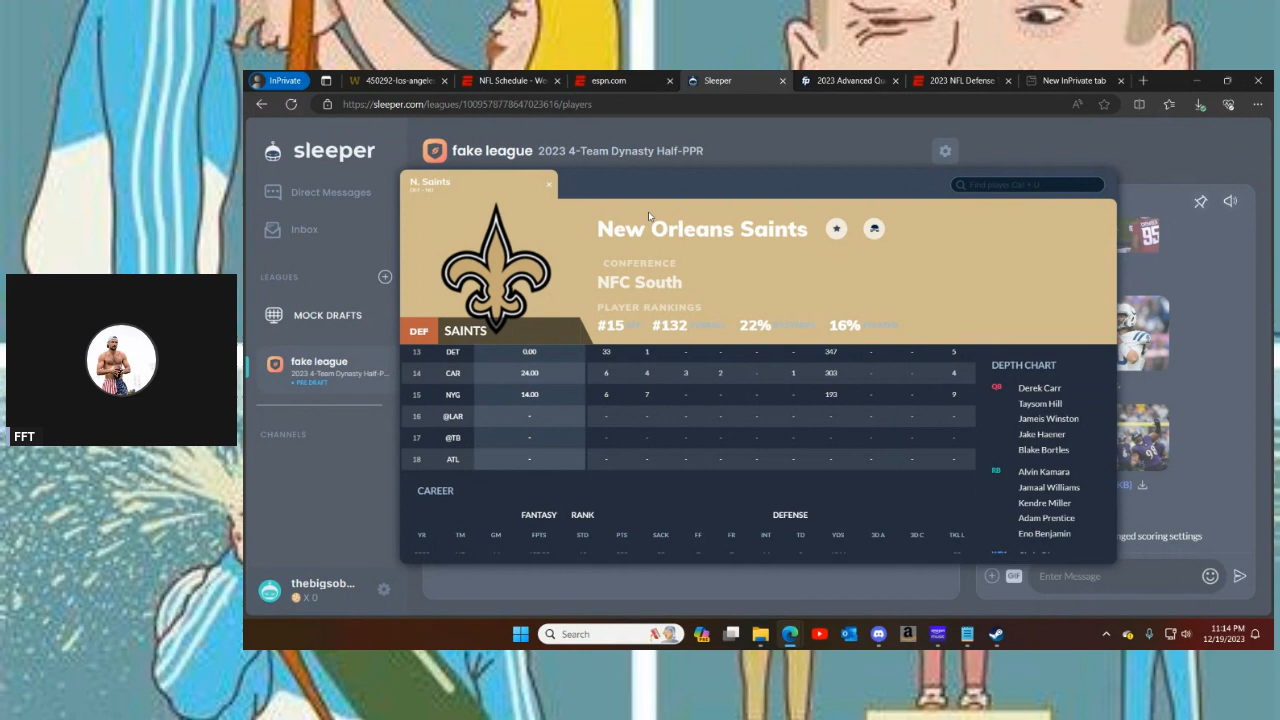 InPrivate
450292-los-angele
NFL Schedule - We
espn.com
Sleeper
2023 Advanced Qu
2023 NFL Defense
New InPrivate tab
https://sleeper.com/leagues/1009578778647023616/players
sleeper
fake league 2023 4-Team Dynasty Half-PPR
Direct Messages
Inbox
LEAGUES
MOCK DRAFTS
fake league
2023 4-Team Dynasty Half-P...
PRE DRAFT
CHANNELS
thebigsob...
X 0
FFT
N. Saints
DEF - NO
Find player Ctrl + U
New Orleans Saints
CONFERENCE
NFC South
PLAYER RANKINGS
#15 #132 22% 16%
DEF SAINTS
13 DET 0.00 33 1 - - - - 347 - - 5
14 CAR 24.00 6 4 3 2 - 1 303 - - 4
15 NYG 14.00 6 7 - - - - 193 - - 9
16 @LAR - - - - - - - - - - -
17 @TB - - - - - - - - - - -
18 ATL - - - - - - - - - - -
CAREER
FANTASY RANK DEFENSE
YR TM GM FPTS STD PTS SACK FF FR INT TD YDS 3D A 3D C TKL L
DEPTH CHART
QB Derek Carr
Taysom Hill
Jameis Winston
Jake Haener
Blake Bortles
RB Alvin Kamara
Jamaal Williams
Kendre Miller
Adam Prentice
Eno Benjamin
KB)
nged scoring settings
GIF Enter Message
Search
11:14 PM
12/19/2023